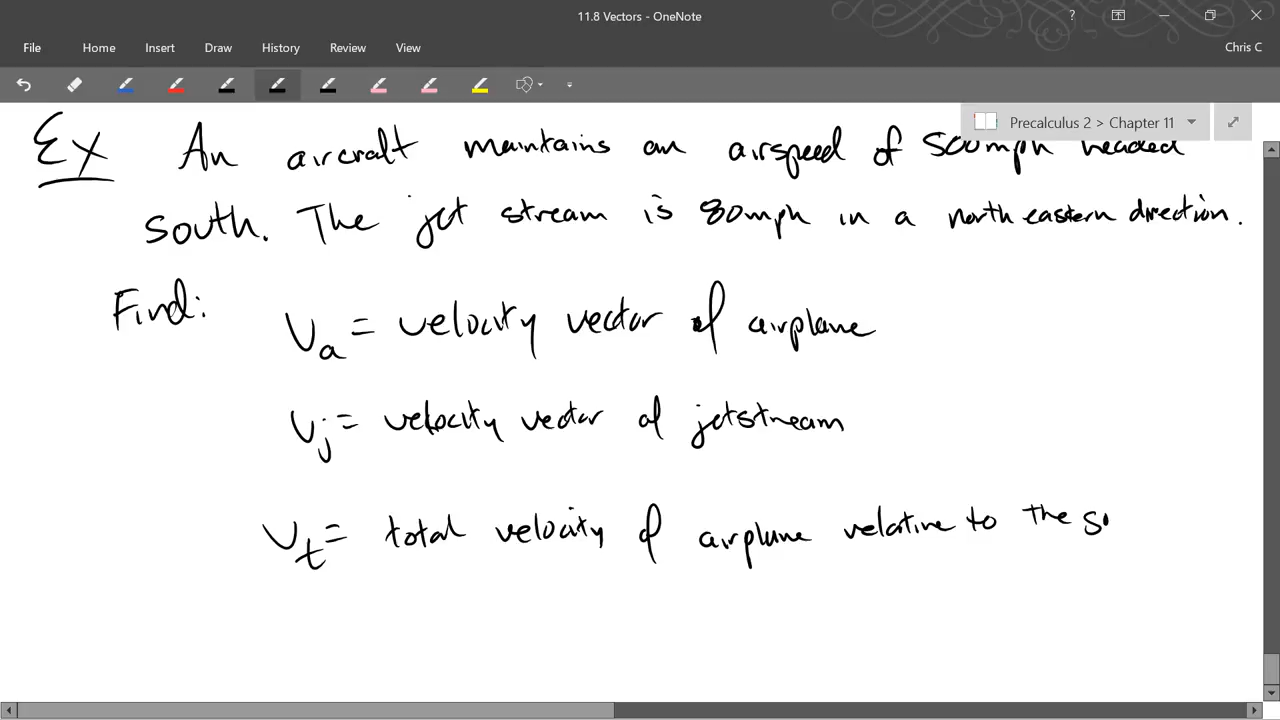 11.8 Vectors - OneNote
?
File Home Insert Draw History Review View
Chris C
Precalculus 2 > Chapter 11
Ex An aircraft maintains an airspeed of 500mph headed
south. The jet stream is 80mph in a north eastern direction.
Find: Va = velocity vector of airplane
Vj = velocity vector of jetstream
Vt = total velocity of airplane relative to the